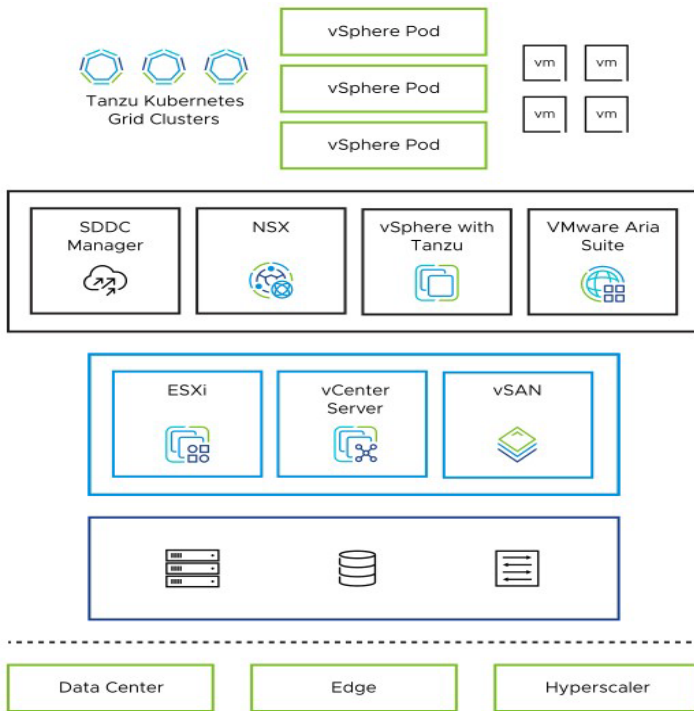 vSphere Pod
vSphere Pod
vSphere Pod
Tanzu Kubernetes
Grid Clusters
vm
vm
vm
vm
SDDC
Manager
NSX
vSphere with
Tanzu
VMware Aria
Suite
ESXi
vCenter
Server
vSAN
Data Center
Edge
Hyperscaler